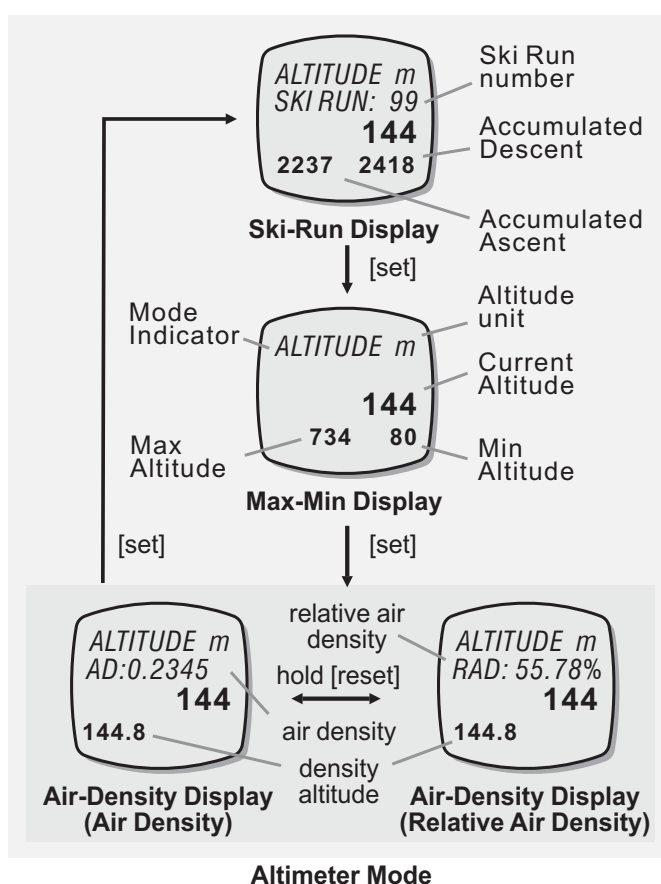 ALTITUDE m
SKI RUN: 99
144
2237 2418
Ski Run
number
Accumulated
Descent
Accumulated
Ascent
Ski-Run Display
[set]
Mode
Indicator
ALTITUDE m
144
734 80
Altitude
unit
Current
Altitude
Max
Altitude
Min
Altitude
Max-Min Display
[set]
[set]
ALTITUDE m
AD:0.2345
144
144.8
relative air
density
hold [reset]
air density
density
altitude
ALTITUDE m
RAD: 55.78%
144
144.8
Air-Density Display
(Air Density)
Air-Density Display
(Relative Air Density)
Altimeter Mode